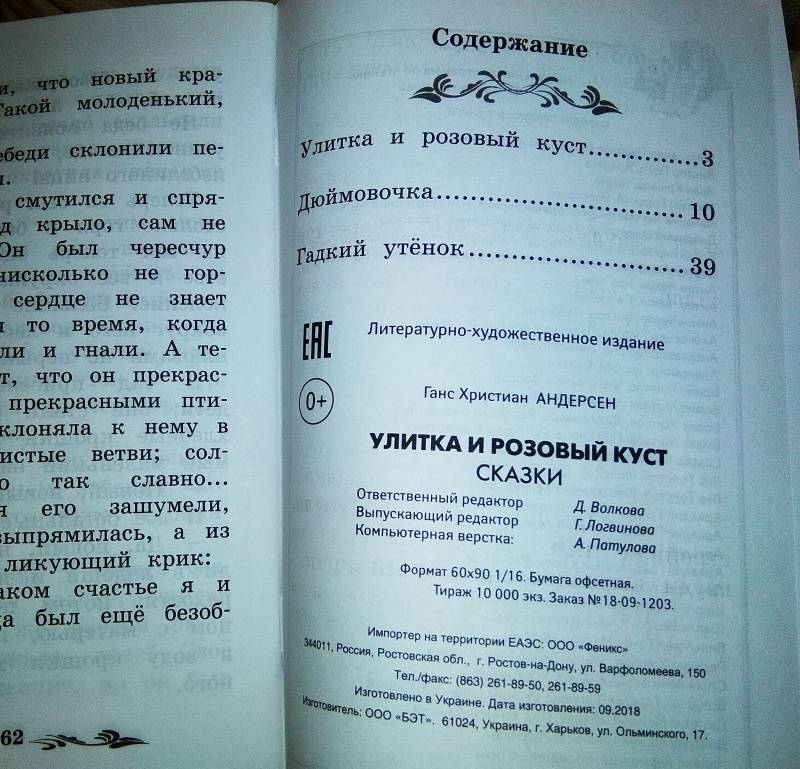 и, что новый кра-
Такой молоденький,
ебеди склонили пе-
смутился и спря-
д крыло, сам не
Он был чересчур
нисколько не гор-
сердце не знает
то время, когда
ли и гнали. А те-
т, что он прекрас-
прекрасными пти-
клоняла к нему в
истые ветви; сол-
о так славно...
я его зашумели,
выпрямилась, а из
ликующий крик:
аком счастье я и
да был ещё безоб-
62
Содержание
Улитка и розовый куст..............3
Дюймовочка.............................. 10
Гадкий утёнок........................... 39
ЕАС
Литературно-художественное издание
0+
Ганс Христиан АНДЕРСЕН
УЛИТКА И РОЗОВЫЙ КУСТ
СКАЗКИ
Ответственный редактор Д. Волкова
Выпускающий редактор Г. Логвинова
Компьютерная верстка: А. Патулова
Формат 60х90 1/16. Бумага офсетная.
Тираж 10 000 экз. Заказ №18-09-1203.
Импортер на территории ЕАЭС: ООО «Феникс»
344011, Россия, Ростовская обл., г. Ростов-на-Дону, ул. Варфоломеева, 150
Тел./факс: (863) 261-89-50, 261-89-59
Изготовлено в Украине. Дата изготовления: 09.2018
Изготовитель: ООО «БЭТ». 61024, Украина, г. Харьков, ул. Ольминского, 17.